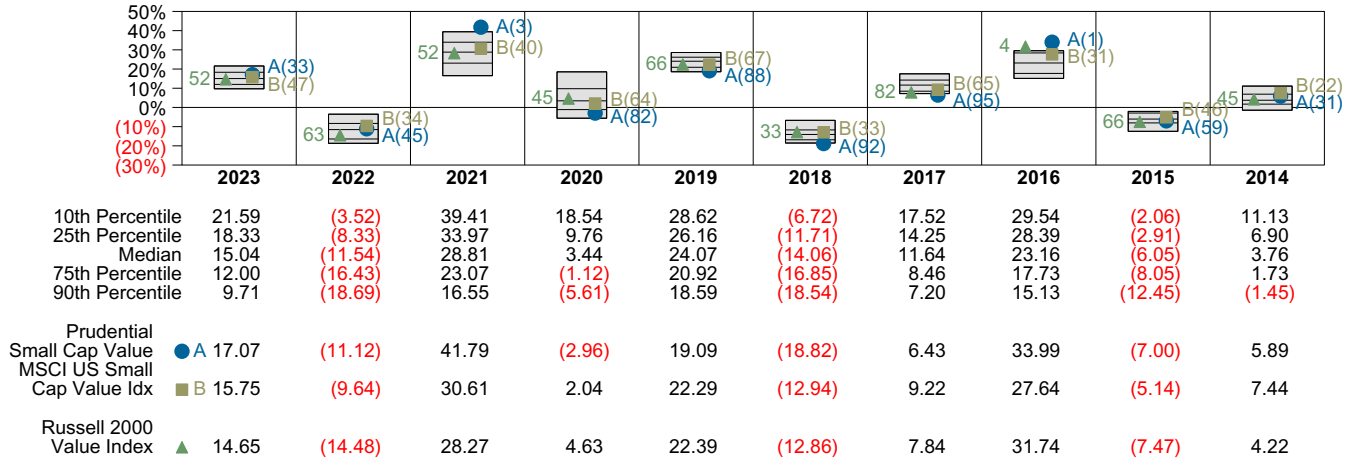 50%
40%
30%
20%
10%
0%
(10%)
(20%)
(30%)
52 A(33) B(47)
63 B(34) A(45)
52 A(3) B(40)
45 B(64) A(82)
66 B(67) A(88)
33 B(33) A(92)
82 B(65) A(95)
4 A(1) B(31)
66 B(46) A(59)
45 B(22) A(31)
2023 2022 2021 2020 2019 2018 2017 2016 2015 2014
10th Percentile 21.59 (3.52) 39.41 18.54 28.62 (6.72) 17.52 29.54 (2.06) 11.13
25th Percentile 18.33 (8.33) 33.97 9.76 26.16 (11.71) 14.25 28.39 (2.91) 6.90
Median 15.04 (11.54) 28.81 3.44 24.07 (14.06) 11.64 23.16 (6.05) 3.76
75th Percentile 12.00 (16.43) 23.07 (1.12) 20.92 (16.85) 8.46 17.73 (8.05) 1.73
90th Percentile 9.71 (18.69) 16.55 (5.61) 18.59 (18.54) 7.20 15.13 (12.45) (1.45)
Prudential
Small Cap Value A 17.07 (11.12) 41.79 (2.96) 19.09 (18.82) 6.43 33.99 (7.00) 5.89
MSCI US Small
Cap Value Idx B 15.75 (9.64) 30.61 2.04 22.29 (12.94) 9.22 27.64 (5.14) 7.44
Russell 2000
Value Index 14.65 (14.48) 28.27 4.63 22.39 (12.86) 7.84 31.74 (7.47) 4.22